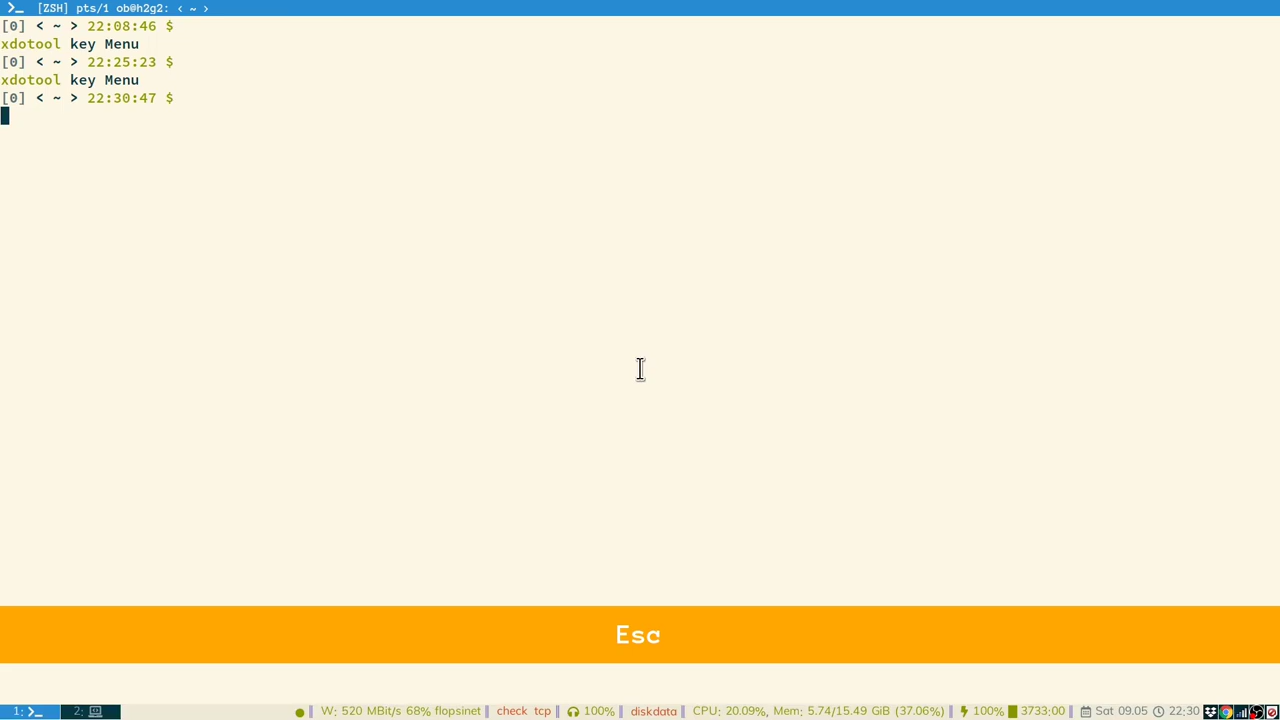 [ZSH] pts/1 ob@h2g2: < ~ >
[0] < ~ > 22:08:46 $
xdotool key Menu
[0] < ~ > 22:25:23 $
xdotool key Menu
[0] < ~ > 22:30:47 $
Esc
1: 2: W; 520 MBit/s 68% flopsinet check tcp 100% diskdata CPU; 20.09%, Mem; 5.74/15.49 GiB (37.06%) 100% 3733;00 Sat 09.05 22:30